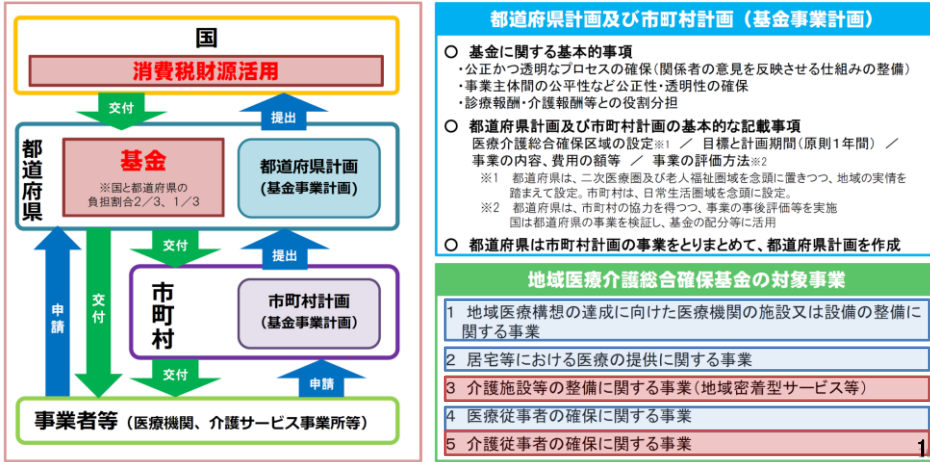 国
消費税財源活用
交付
提出
都道府県
基金
※国と都道府県の
負担割合2／3、1／3
都道府県計画
(基金事業計画)
申請
交付
交付
提出
市町村
市町村計画
(基金事業計画)
交付
申請
事業者等（医療機関、介護サービス事業所等）
都道府県計画及び市町村計画（基金事業計画）
○ 基金に関する基本的事項
・公正かつ透明なプロセスの確保（関係者の意見を反映させる仕組みの整備）
・事業主体間の公平性など公正性・透明性の確保
・診療報酬・介護報酬等との役割分担
○ 都道府県計画及び市町村計画の基本的な記載事項
医療介護総合確保区域の設定※1 ／ 目標と計画期間（原則1年間） ／
事業の内容、費用の額等 ／ 事業の評価方法※2
※1 都道府県は、二次医療圏及び老人福祉圏域を念頭に置きつつ、地域の実情を
踏まえて設定。市町村は、日常生活圏域を念頭に設定。
※2 都道府県は、市町村の協力を得つつ、事業の事後評価等を実施
国は都道府県の事業を検証し、基金の配分等に活用
○ 都道府県は市町村計画の事業をとりまとめて、都道府県計画を作成
地域医療介護総合確保基金の対象事業
1 地域医療構想の達成に向けた医療機関の施設又は設備の整備に
関する事業
2 居宅等における医療の提供に関する事業
3 介護施設等の整備に関する事業（地域密着型サービス等）
4 医療従事者の確保に関する事業
5 介護従事者の確保に関する事業
1